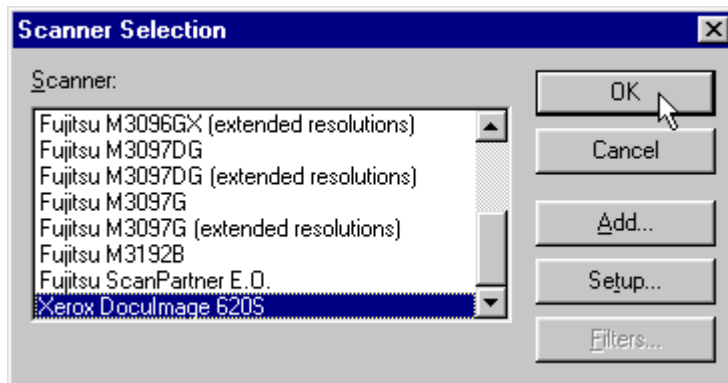 Scanner Selection
Scanner:
Fujitsu M3096GX (extended resolutions)
Fujitsu M3097DG
Fujitsu M3097DG (extended resolutions)
Fujitsu M3097G
Fujitsu M3097G (extended resolutions)
Fujitsu M3192B
Fujitsu ScanPartner E.O.
Xerox DocuImage 620S
OK
Cancel
Add...
Setup...
Filters...